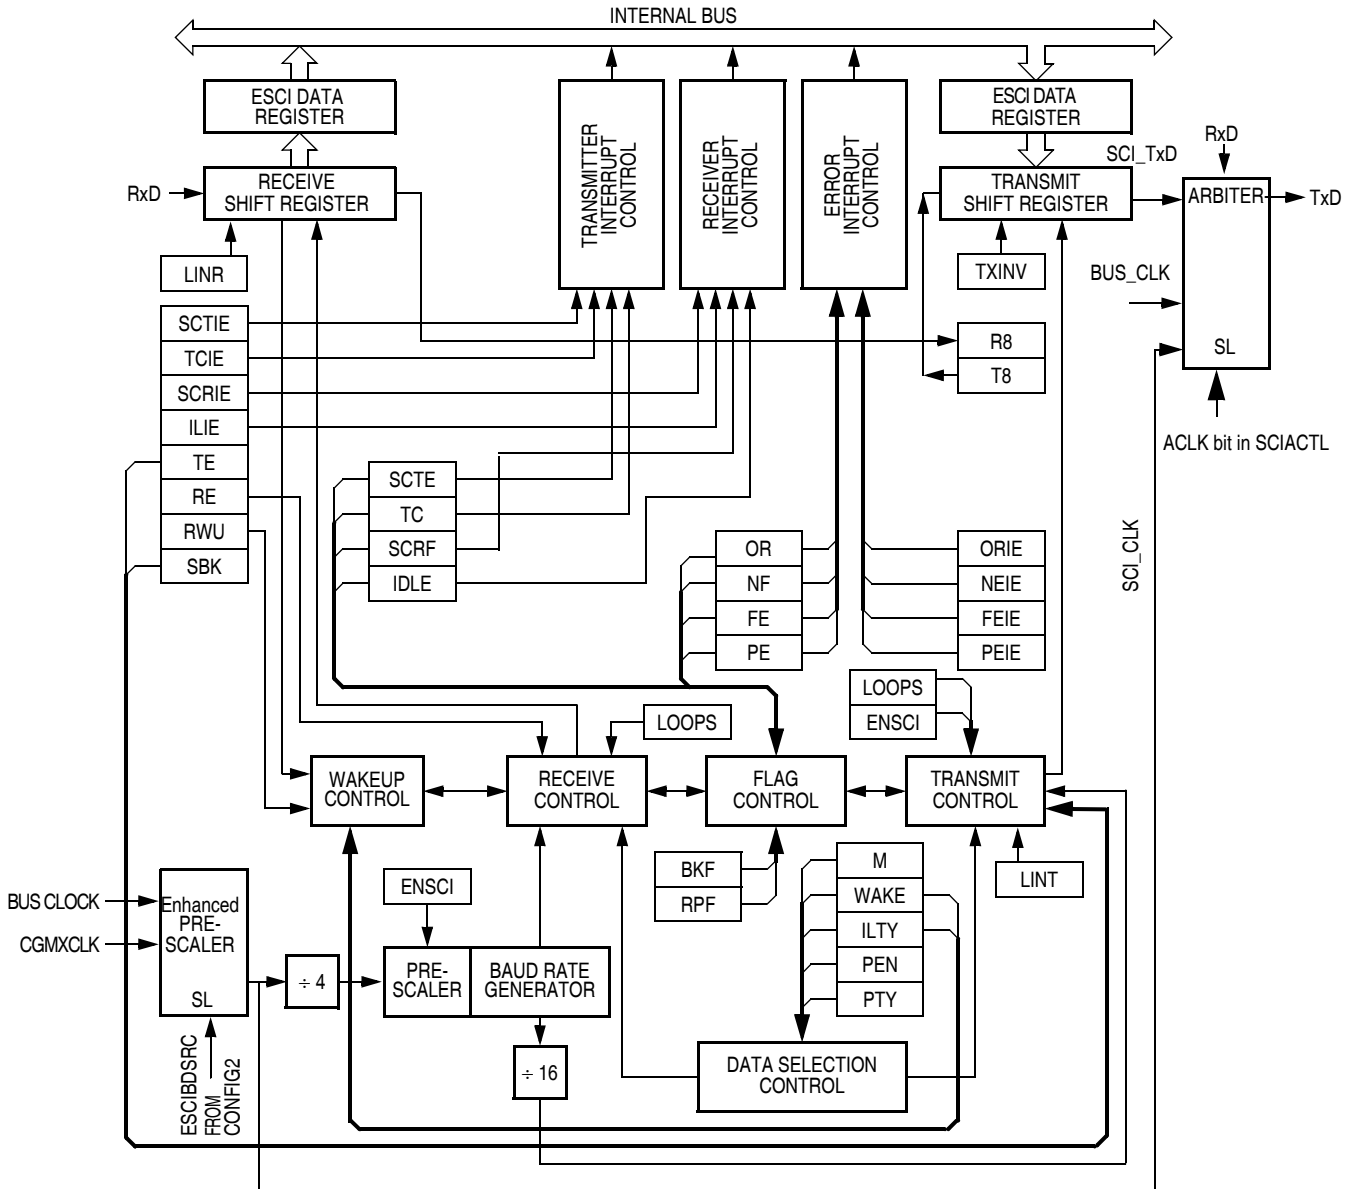 INTERNAL BUS
ESCI DATA
REGISTER
ESCI DATA
REGISTER
TRANSMITTER
INTERRUPT
CONTROL
RECEIVER
INTERRUPT
CONTROL
ERROR
INTERRUPT
CONTROL
RxD
RECEIVE
SHIFT REGISTER
TRANSMIT
SHIFT REGISTER
SCI_TxD
RxD
ARBITER
TxD
LINR
TXINV
BUS_CLK
SL
ACLK bit in SCIACTL
SCTIE
TCIE
SCRIE
ILIE
TE
RE
RWU
SBK
R8
T8
SCTE
TC
SCRF
IDLE
OR
NF
FE
PE
ORIE
NEIE
FEIE
PEIE
SCI_CLK
LOOPS
LOOPS
ENSCI
WAKEUP
CONTROL
RECEIVE
CONTROL
FLAG
CONTROL
TRANSMIT
CONTROL
BKF
RPF
M
WAKE
ILTY
PEN
PTY
LINT
BUS CLOCK
CGMXCLK
Enhanced
PRE-
SCALER
SL
ENSCI
÷ 4
PRE-
SCALER
BAUD RATE
GENERATOR
÷ 16
DATA SELECTION
CONTROL
ESCIBDSRC
FROM
CONFIG2